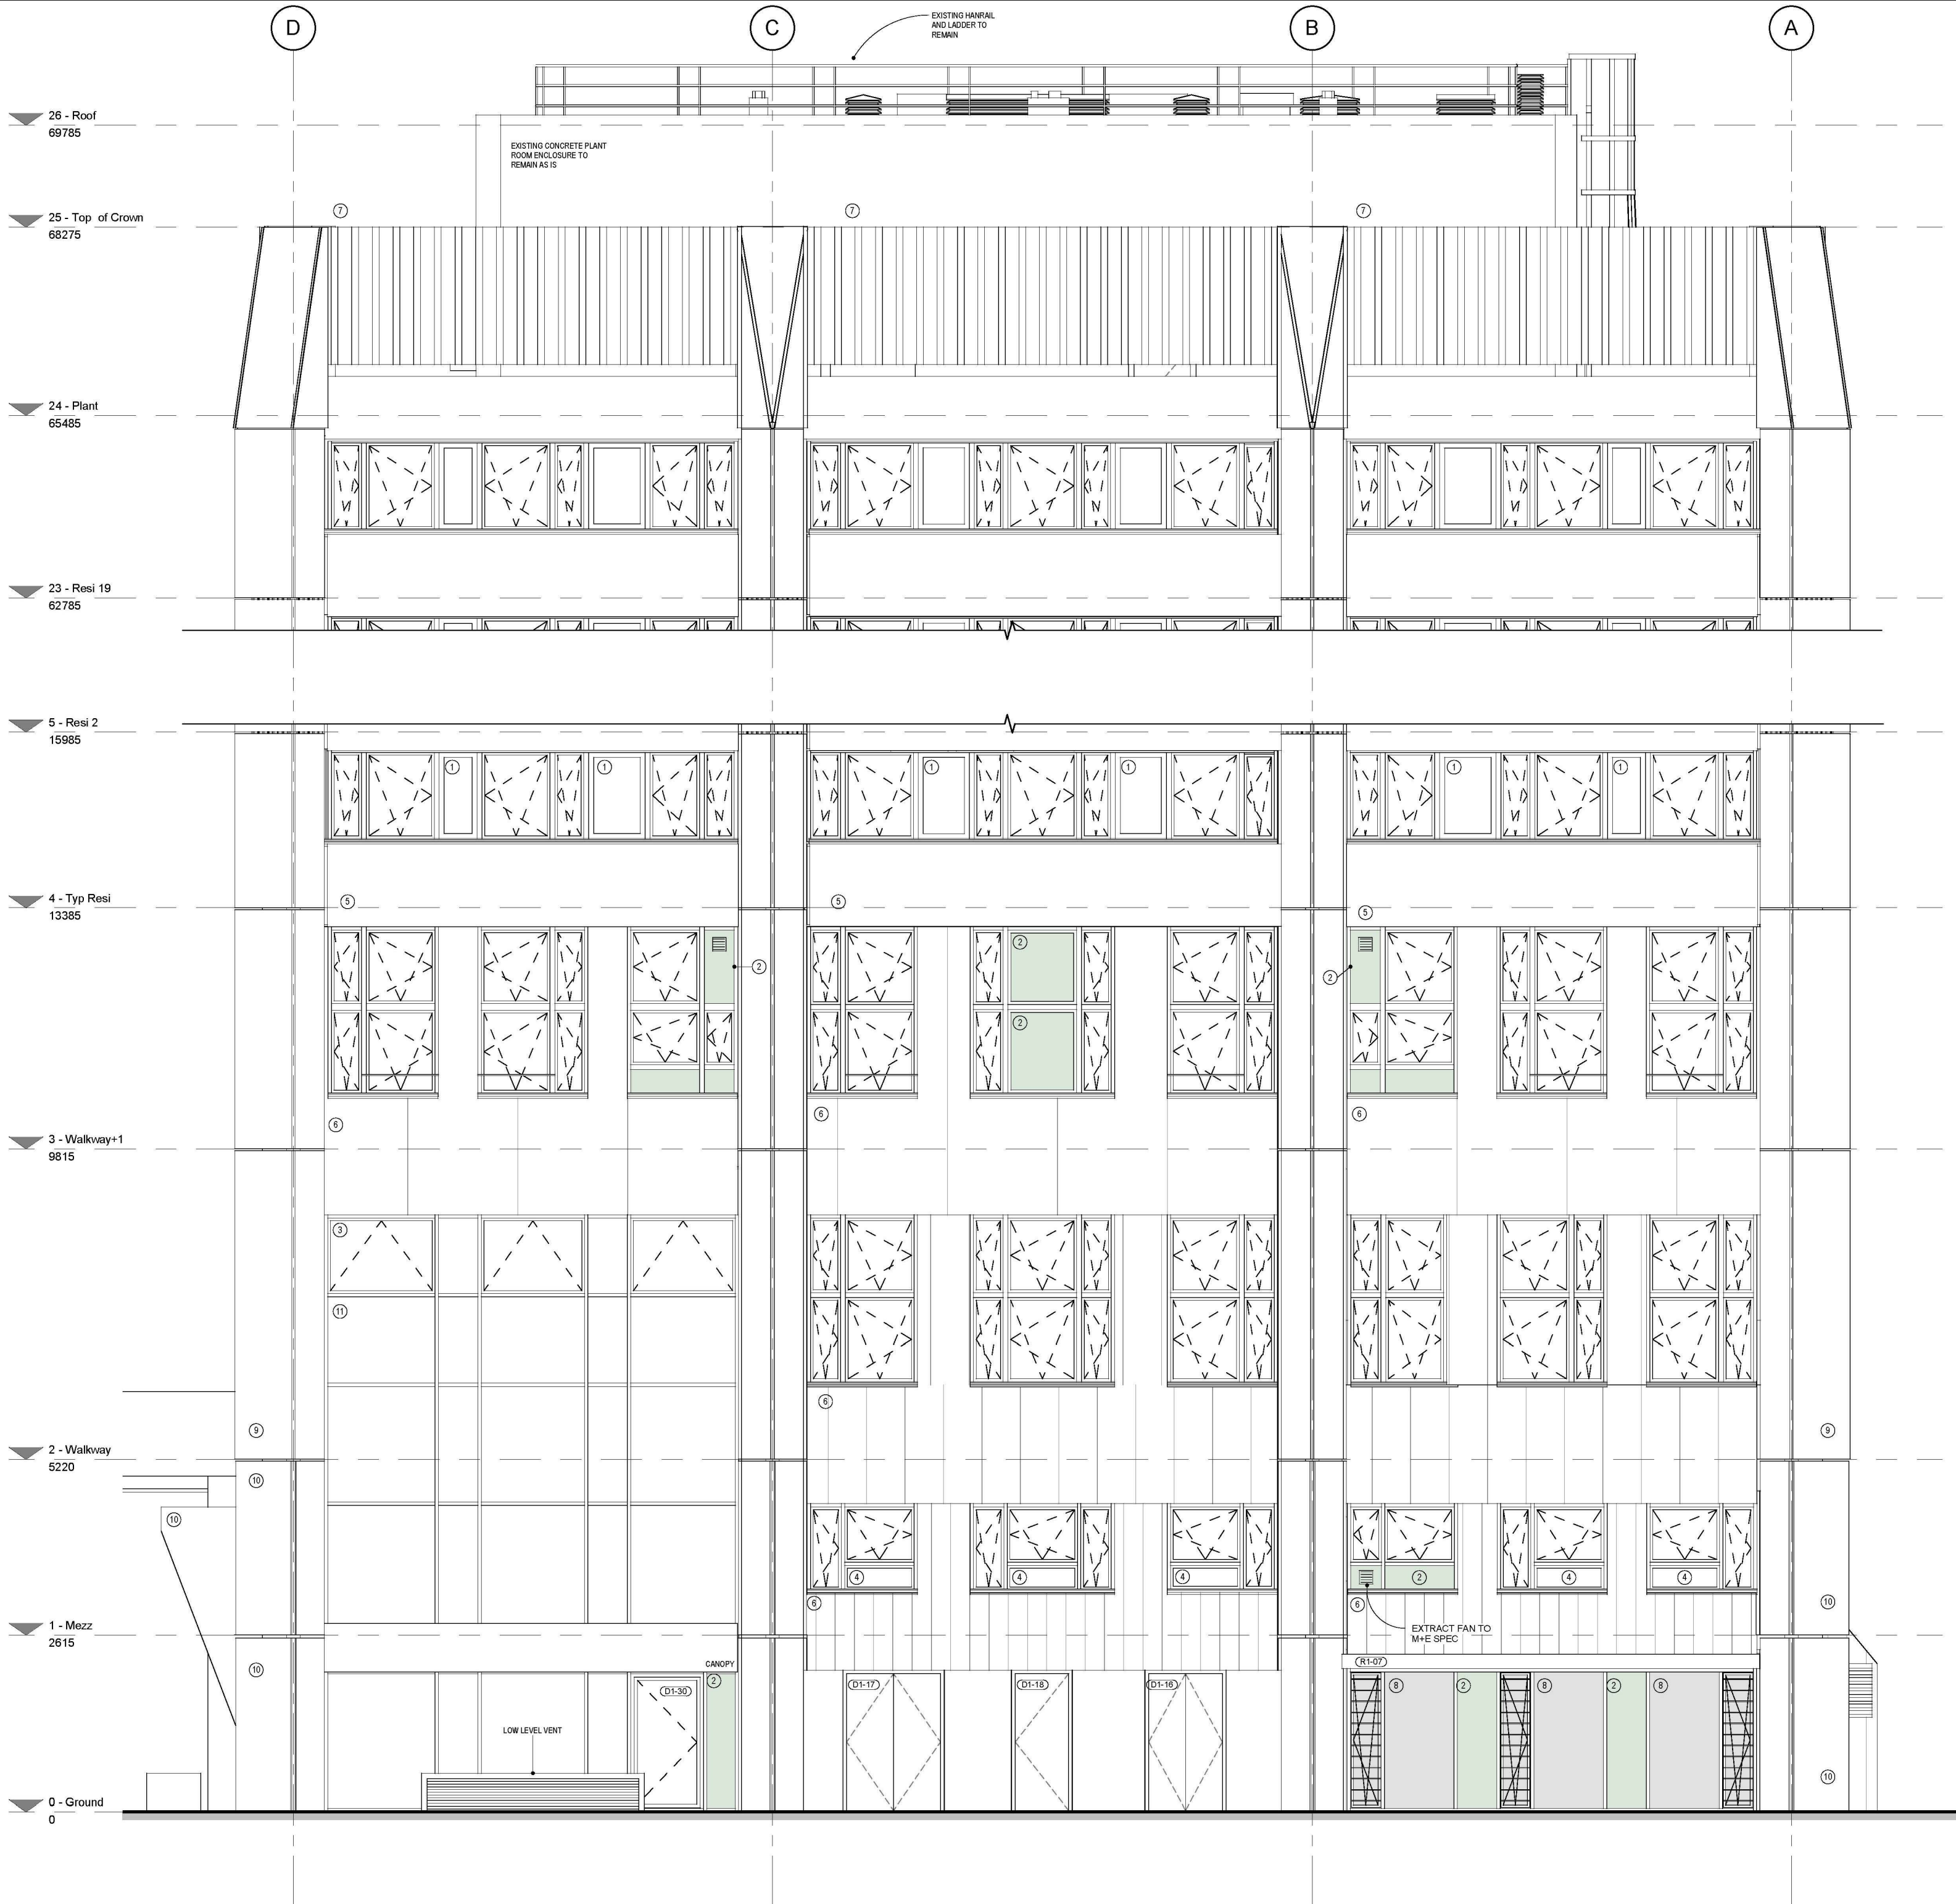 D
C
B
A
EXISTING HANRAIL
AND LADDER TO
REMAIN
26 - Roof
69785
EXISTING CONCRETE PLANT
ROOM ENCLOSURE TO
REMAIN AS IS
25 - Top of Crown
68275
7
7
7
24 - Plant
65485
23 - Resi 19
62785
5 - Resi 2
15985
1
1
1
1
1
1
4 - Typ Resi
13385
5
5
5
2
2
2
2
6
6
6
3 - Walkway+1
9815
3
11
6
9
9
2 - Walkway
5220
10
10
4
4
4
2
4
4
6
6
10
EXTRACT FAN TO
M+E SPEC
1 - Mezz
2615
10
CANOPY
R1-07
2
D1-30
D1-17
D1-18
D1-16
8
2
8
2
8
LOW LEVEL VENT
10
0 - Ground
0